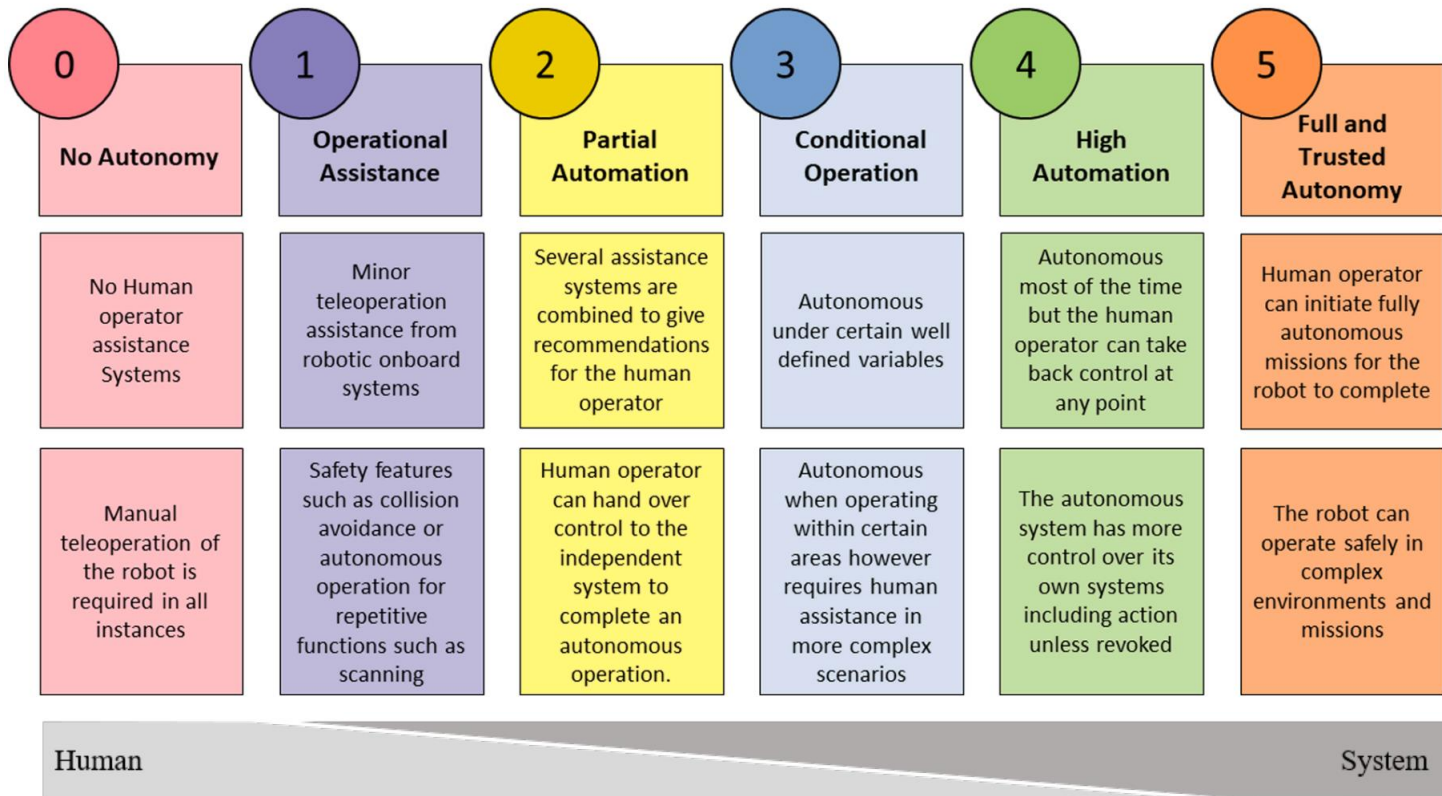 0
No Autonomy
No Human
operator
assistance
Systems
Manual
teleoperation of
the robot is
required in all
instances
1
Operational
Assistance
Minor
teleoperation
assistance from
robotic onboard
systems
Safety features
such as collision
avoidance or
autonomous
operation for
repetitive
functions such as
scanning
2
Partial
Automation
Several assistance
systems are
combined to give
recommendations
for the human
operator
Human operator
can hand over
control to the
independent
system to
complete an
autonomous
operation.
3
Conditional
Operation
Autonomous
under certain well
defined variables
Autonomous
when operating
within certain
areas however
requires human
assistance in
more complex
scenarios
4
High
Automation
Autonomous
most of the time
but the human
operator can take
back control at
any point
The autonomous
system has more
control over its
own systems
including action
unless revoked
5
Full and
Trusted
Autonomy
Human operator
can initiate fully
autonomous
missions for the
robot to complete
The robot can
operate safely in
complex
environments and
missions
Human
System